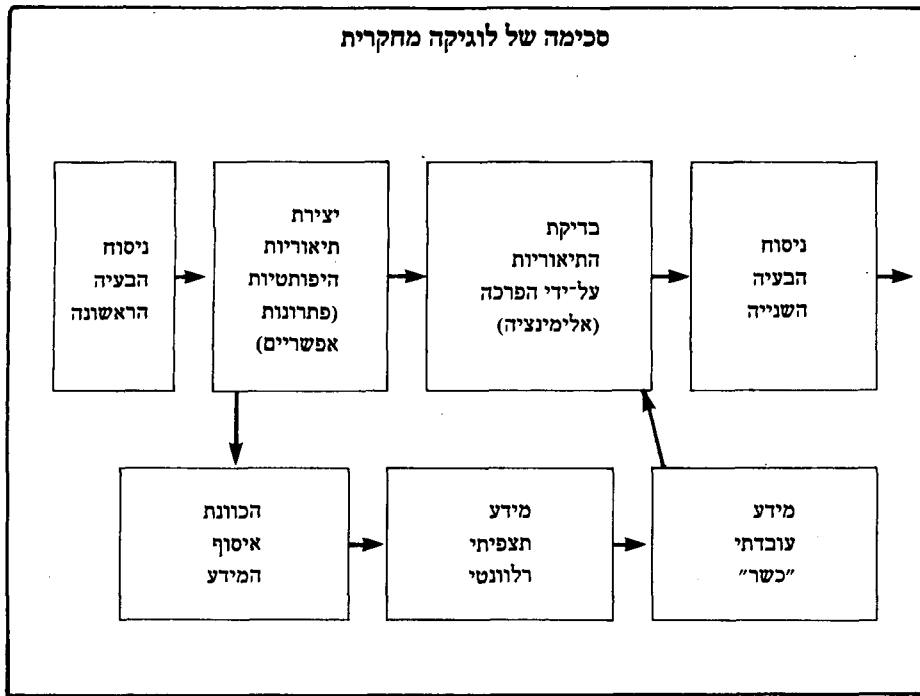 סכימה של לוגיקה מחקרית
ניסוח
הבעיה
הראשונה
יצירת
תיאוריות
היפותטיות
(פתרונות
אפשריים)
בדיקת
התיאוריות
על־ידי הפרכה
(אלימינציה)
ניסוח
הבעיה
השנייה
הכוונת
איסוף
המידע
מידע
תצפיתי
רלוונטי
מידע
עובדתי
"כשר"